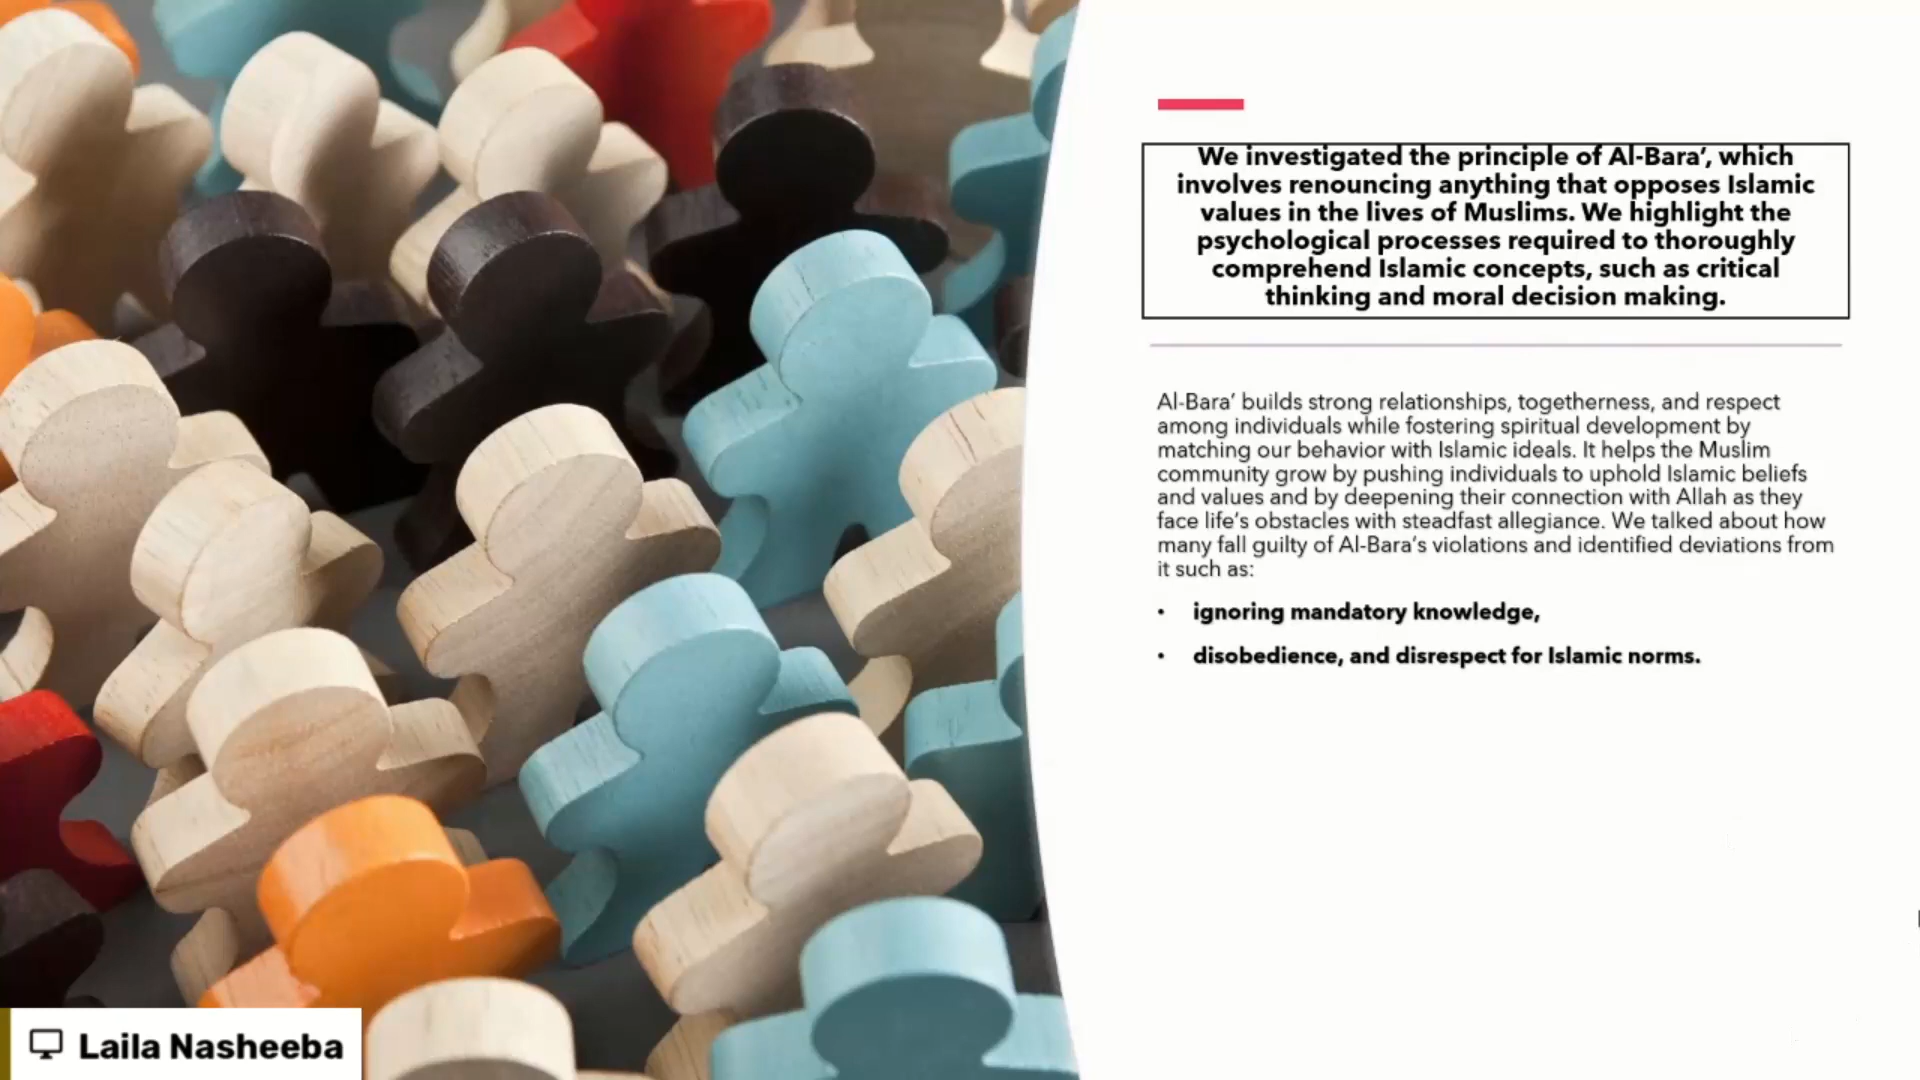 We investigated the principle of Al-Bara’, which
involves renouncing anything that opposes Islamic
values in the lives of Muslims. We highlight the
psychological processes required to thoroughly
comprehend Islamic concepts, such as critical
thinking and moral decision making.
Al-Bara’ builds strong relationships, togetherness, and respect
among individuals while fostering spiritual development by
matching our behavior with Islamic ideals. It helps the Muslim
community grow by pushing individuals to uphold Islamic beliefs
and values and by deepening their connection with Allah as they
face life’s obstacles with steadfast allegiance. We talked about how
many fall guilty of Al-Bara’s violations and identified deviations from
it such as:
• ignoring mandatory knowledge,
• disobedience, and disrespect for Islamic norms.
Laila Nasheeba